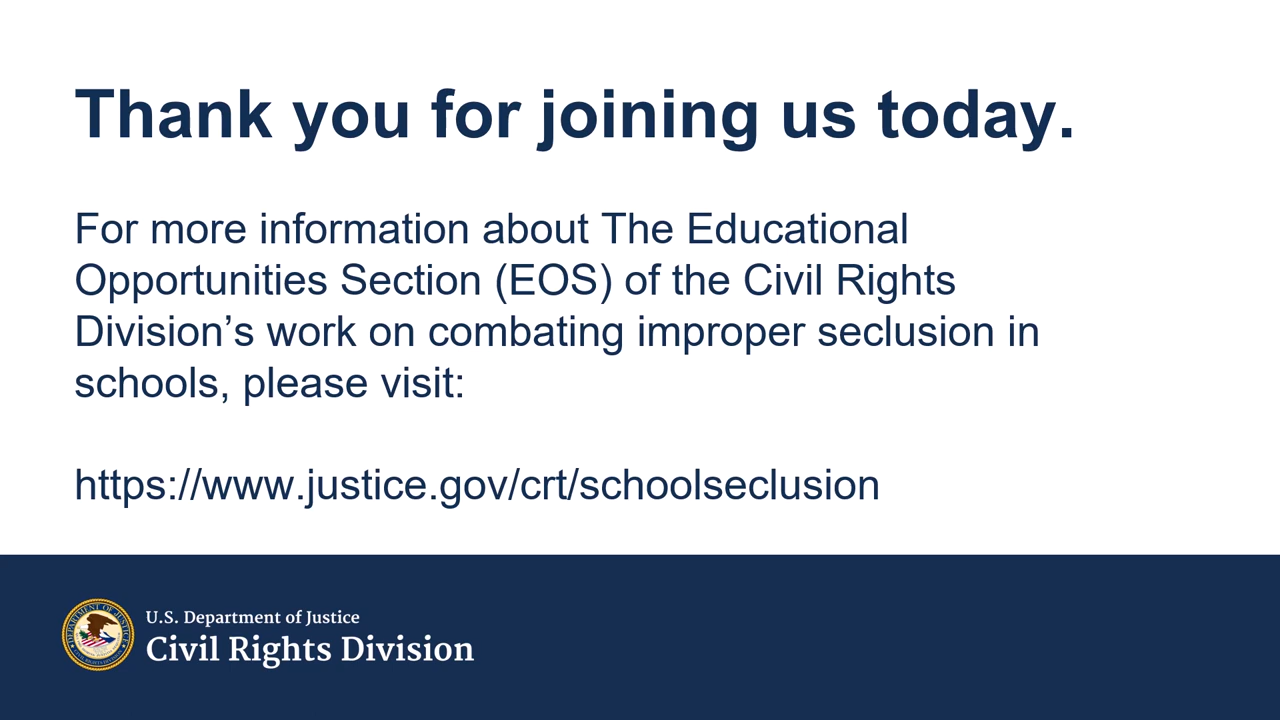 Thank you for joining us today.
For more information about The Educational
Opportunities Section (EOS) of the Civil Rights
Division’s work on combating improper seclusion in
schools, please visit:
https://www.justice.gov/crt/schoolseclusion
U.S. Department of Justice
Civil Rights Division